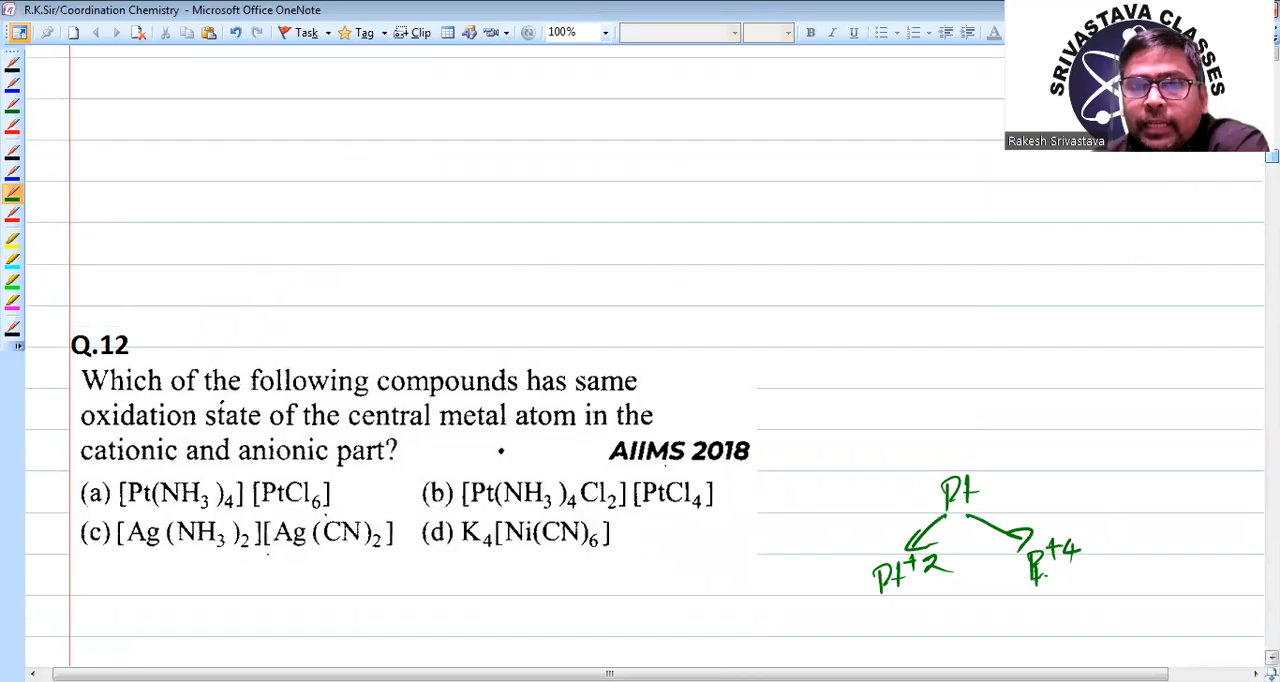 R.K.Sir/Coordination Chemistry - Microsoft Office OneNote
Task Tag Clip 100% B I U A
SRIVASTAVA CLASSES
Rakesh Srivastava
Q.12
Which of the following compounds has same
oxidation state of the central metal atom in the
cationic and anionic part?
AIIMS 2018
(a) [Pt(NH₃)₄] [PtCl₆] (b) [Pt(NH₃)₄Cl₂] [PtCl₄]
(c) [Ag (NH₃)₂][Ag (CN)₂] (d) K₄[Ni(CN)₆]
Pt
Pt⁺² Pt⁺⁴